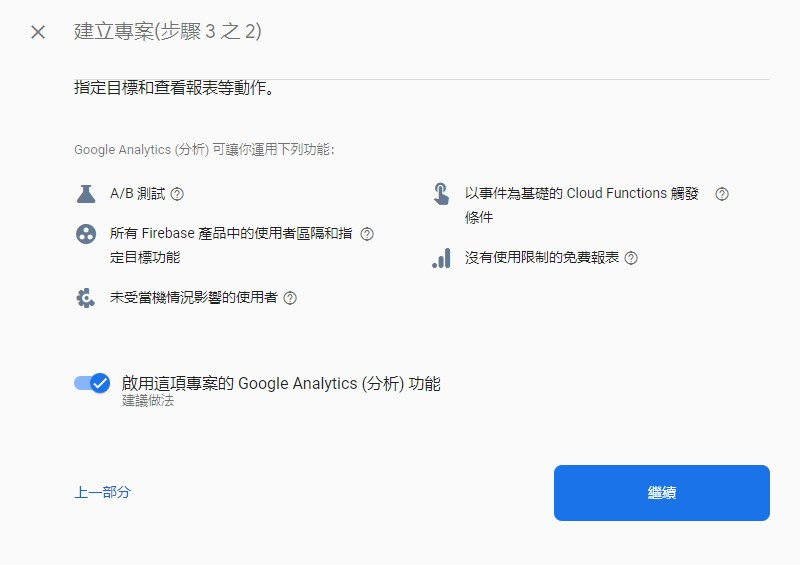 建立專案(步驟 3 之 2)
指定目標和查看報表等動作。
Google Analytics (分析) 可讓你運用下列功能：
A/B 測試
所有 Firebase 產品中的使用者區隔和指
定目標功能
未受當機情況影響的使用者
以事件為基礎的 Cloud Functions 觸發
條件
沒有使用限制的免費報表
啟用這項專案的 Google Analytics (分析) 功能
建議做法
上一部分
繼續